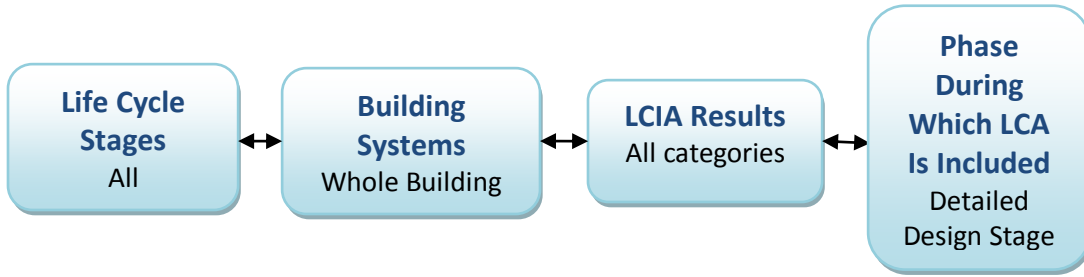 Life Cycle
Stages
All
Building
Systems
Whole Building
LCIA Results
All categories
Phase
During
Which LCA
Is Included
Detailed
Design Stage